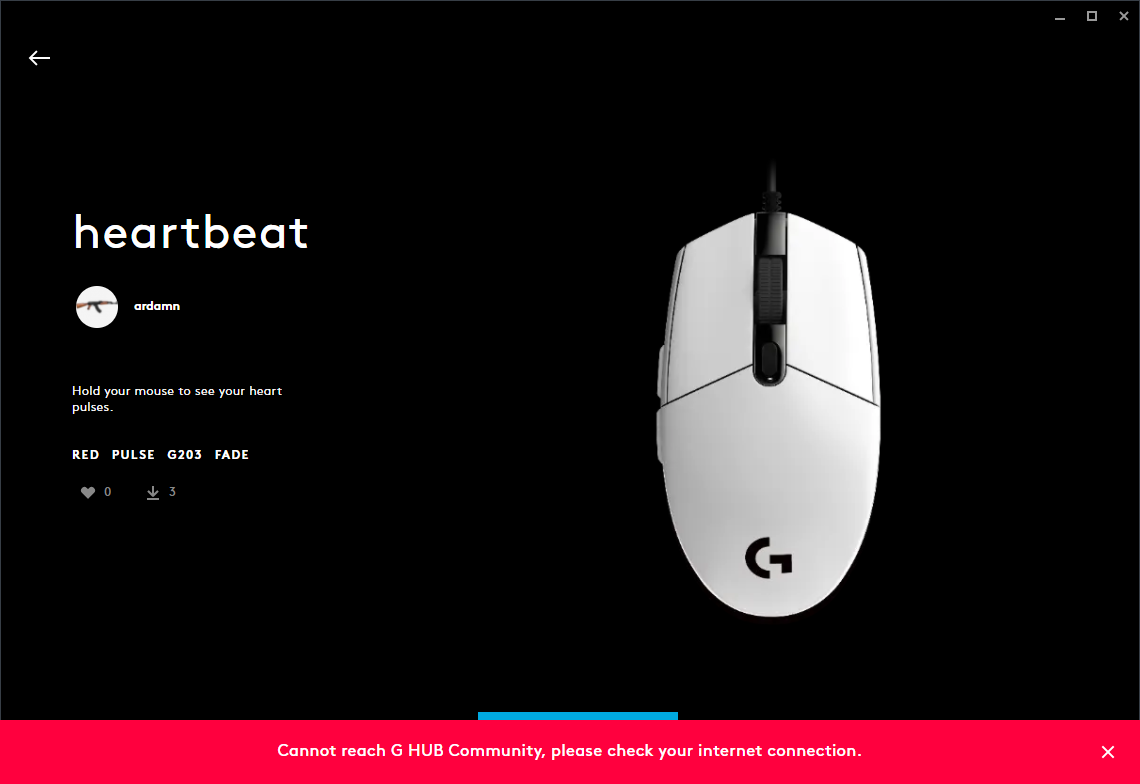 heartbeat
ardamn
Hold your mouse to see your heart
pulses.
RED PULSE G203 FADE
0 3
Cannot reach G HUB Community, please check your internet connection.